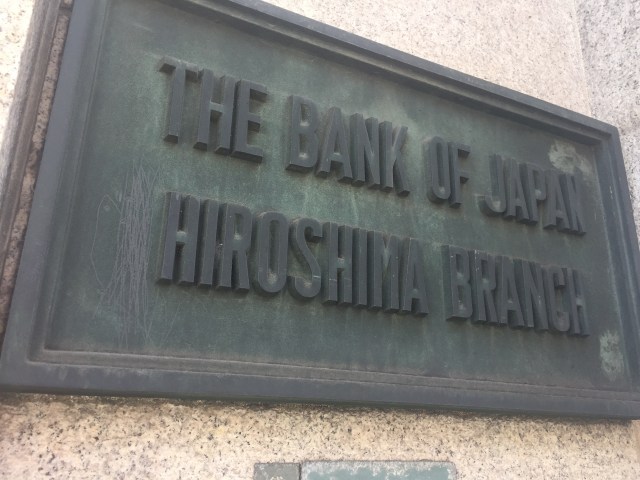 THE BANK OF JAPAN
HIROSHIMA BRANCH